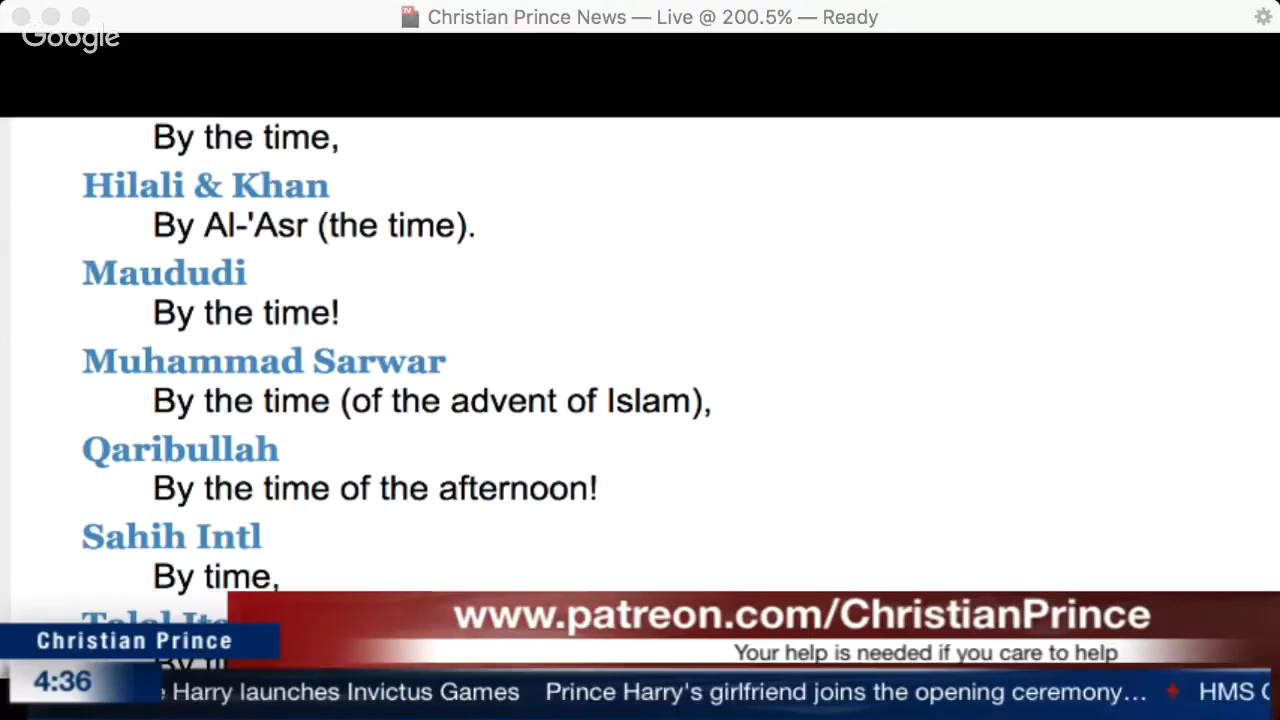 Christian Prince News — Live @ 200.5% — Ready
Google
By the time,
Hilali & Khan
By Al-'Asr (the time).
Maududi
By the time!
Muhammad Sarwar
By the time (of the advent of Islam),
Qaribullah
By the time of the afternoon!
Sahih Intl
By time,
www.patreon.com/ChristianPrince
Christian Prince
Your help is needed if you care to help
4:36
Harry launches Invictus Games Prince Harry's girlfriend joins the opening ceremony... HMS